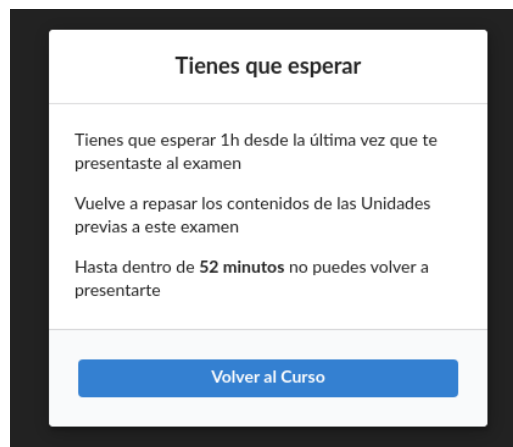 Tienes que esperar
Tienes que esperar 1h desde la última vez que te
presentaste al examen
Vuelve a repasar los contenidos de las Unidades
previas a este examen
Hasta dentro de 52 minutos no puedes volver a
presentarte
Volver al Curso